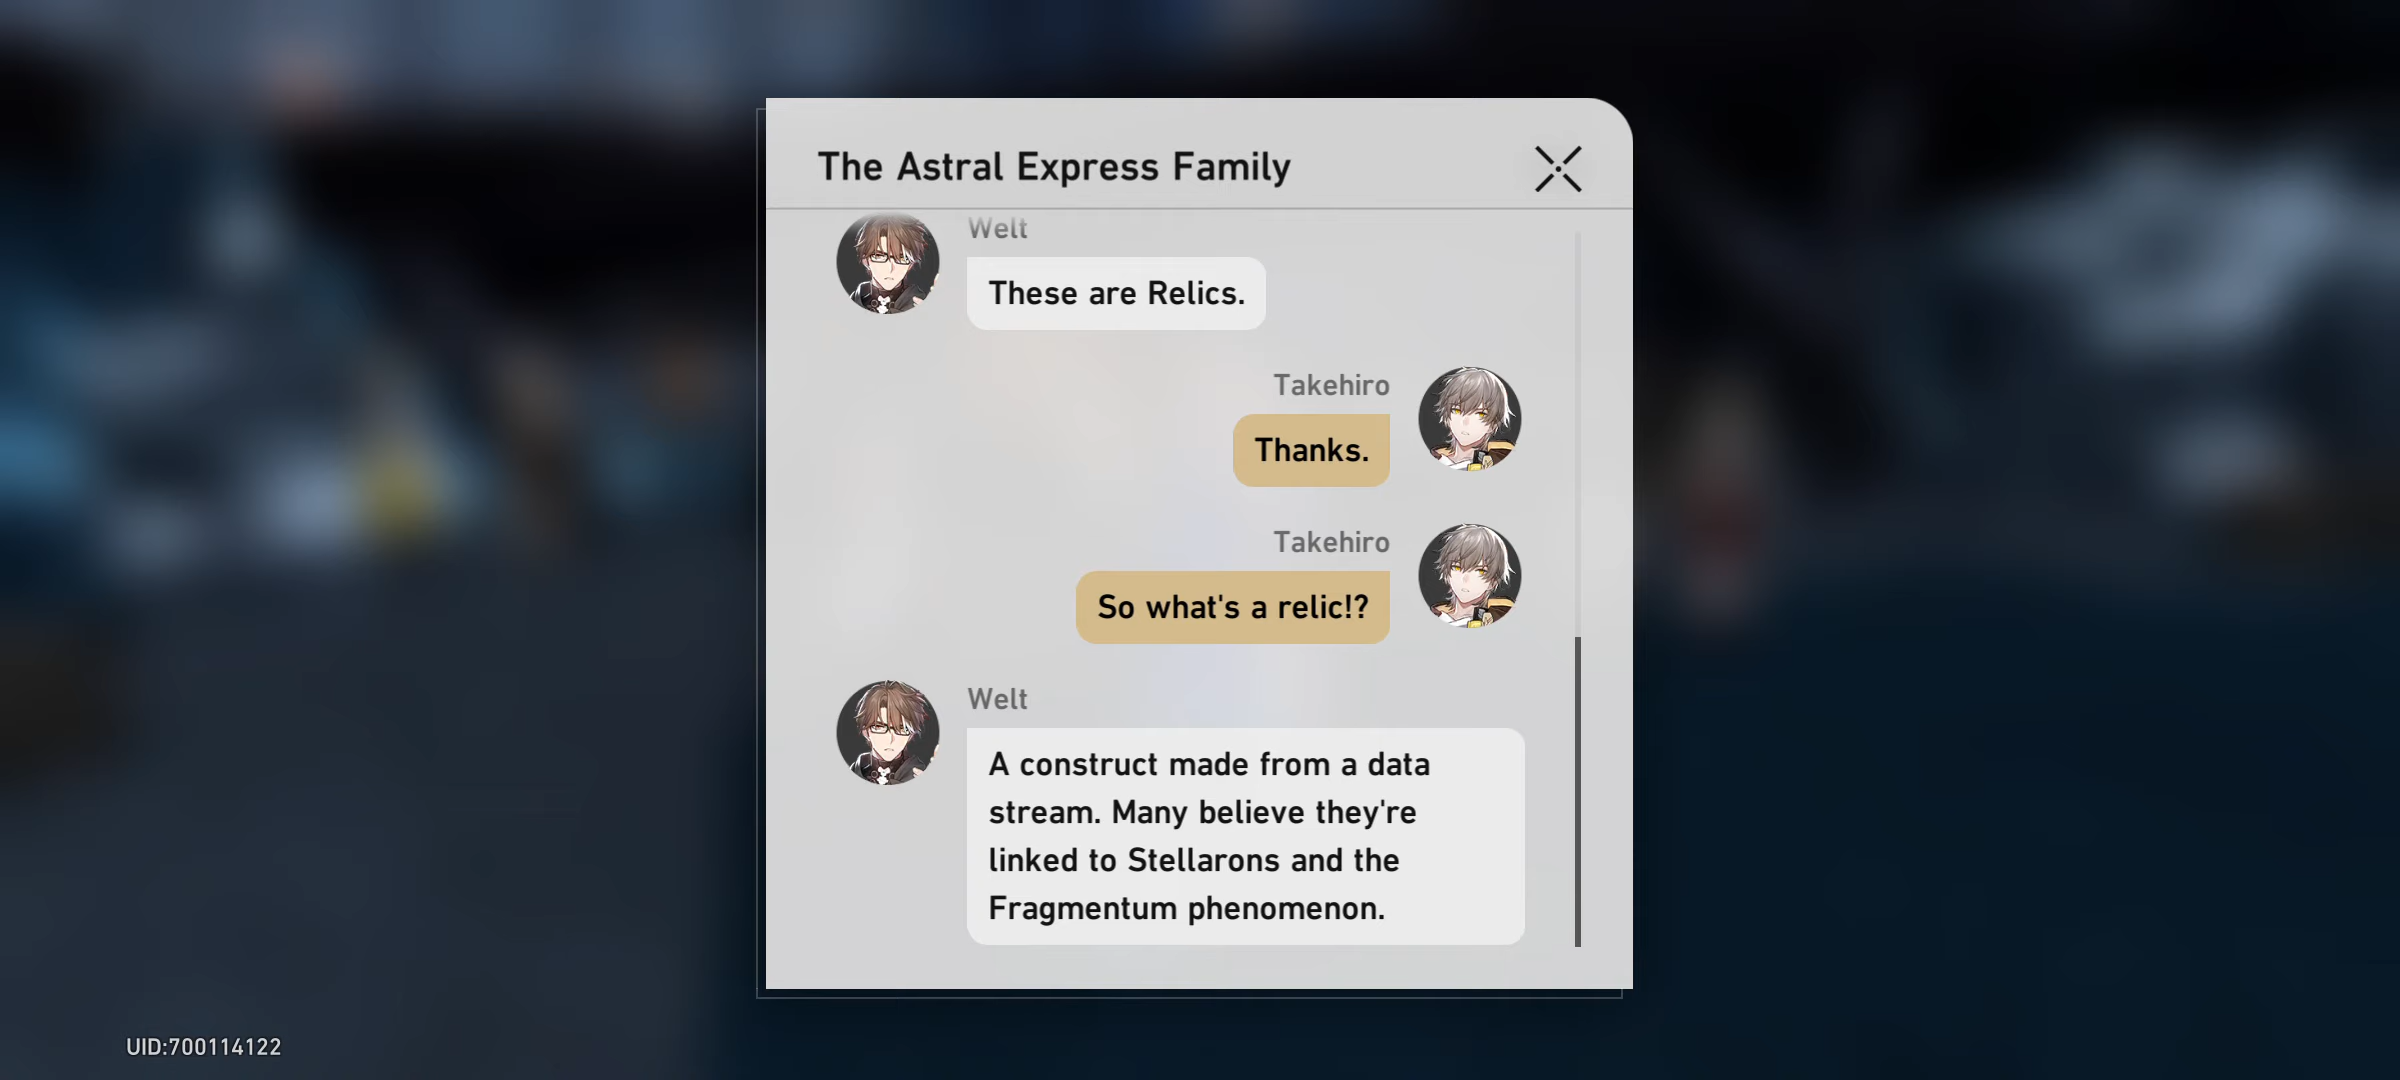 The Astral Express Family
Welt
These are Relics.
Takehiro
Thanks.
Takehiro
So what's a relic!?
Welt
A construct made from a data
stream. Many believe they're
linked to Stellarons and the
Fragmentum phenomenon.
UID:700114122